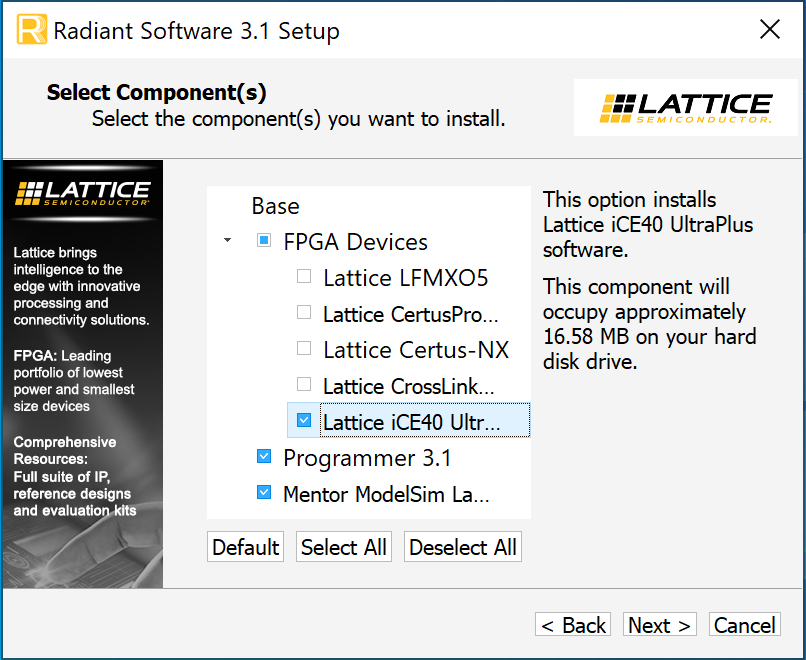 Radiant Software 3.1 Setup
Select Component(s)
Select the component(s) you want to install.
LATTICE
SEMICONDUCTOR.
LATTICE
SEMICONDUCTOR
Lattice brings
intelligence to the
edge with innovative
processing and
connectivity solutions.
FPGA: Leading
portfolio of lowest
power and smallest
size devices
Comprehensive
Resources:
Full suite of IP,
reference designs
and evaluation kits
Base
FPGA Devices
Lattice LFMXO5
Lattice CertusPro...
Lattice Certus-NX
Lattice CrossLink...
Lattice iCE40 Ultr...
Programmer 3.1
Mentor ModelSim La...
Default
Select All
Deselect All
This option installs
Lattice iCE40 UltraPlus
software.
This component will
occupy approximately
16.58 MB on your hard
disk drive.
< Back
Next >
Cancel